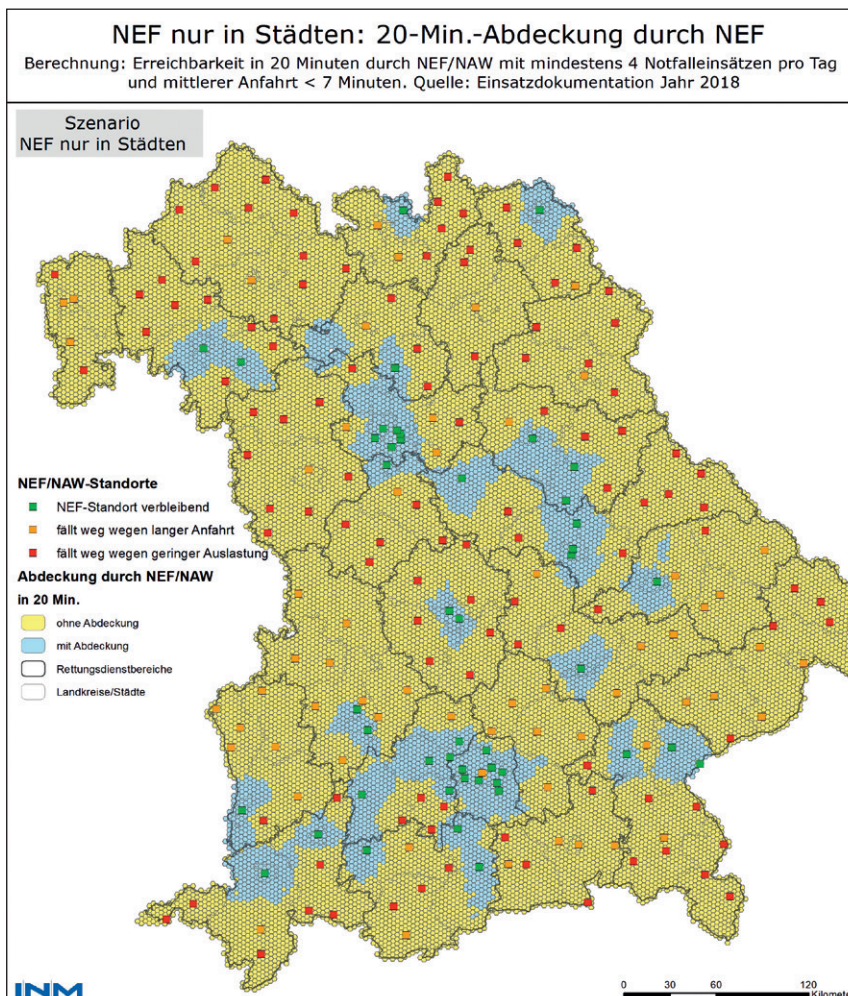 NEF nur in Städten: 20-Min.-Abdeckung durch NEF
Berechnung: Erreichbarkeit in 20 Minuten durch NEF/NAW mit mindestens 4 Notfalleinsätzen pro Tag
und mittlerer Anfahrt < 7 Minuten. Quelle: Einsatzdokumentation Jahr 2018
Szenario
NEF nur in Städten
NEF/NAW-Standorte
NEF-Standort verbleibend
fällt weg wegen langer Anfahrt
fällt weg wegen geringer Auslastung
Abdeckung durch NEF/NAW
in 20 Min.
ohne Abdeckung
mit Abdeckung
Rettungsdienstbereiche
Landkreise/Städte
INM
0 30 60 120
Kilometer